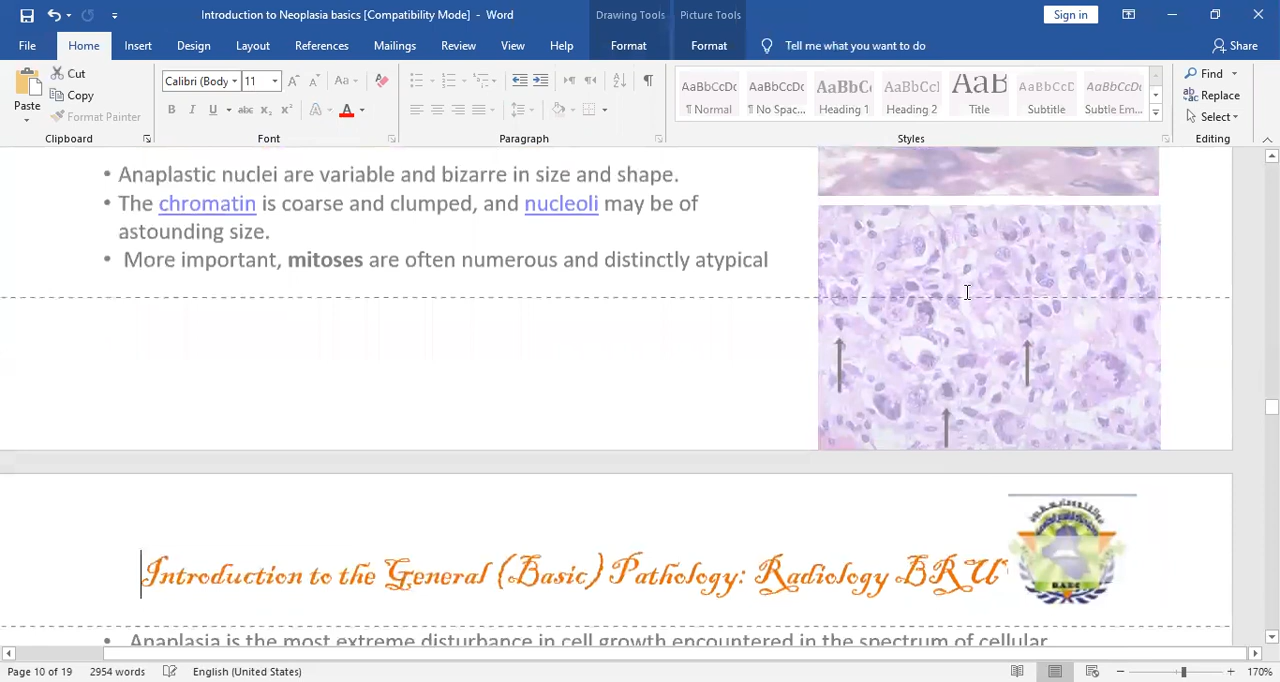 Introduction to Neoplasia basics [Compatibility Mode] - Word
Drawing Tools
Picture Tools
Sign in
File
Home
Insert
Design
Layout
References
Mailings
Review
View
Help
Format
Format
Tell me what you want to do
Share
Paste
Cut
Copy
Format Painter
Clipboard
Calibri (Body
11
Font
Paragraph
AaBbCcDc
¶ Normal
AaBbCcDc
¶ No Spac...
AaBbC
Heading 1
AaBbCc
Heading 2
AaB
Title
AaBbCcD
Subtitle
AaBbCcDt
Subtle Em...
Styles
Find
Replace
Select
Editing
• Anaplastic nuclei are variable and bizarre in size and shape.
• The chromatin is coarse and clumped, and nucleoli may be of
astounding size.
• More important, mitoses are often numerous and distinctly atypical
Introduction to the General (Basic) Pathology: Radiology BRU
• Anaplasia is the most extreme disturbance in cell growth encountered in the spectrum of cellular
Page 10 of 19
2954 words
English (United States)
170%